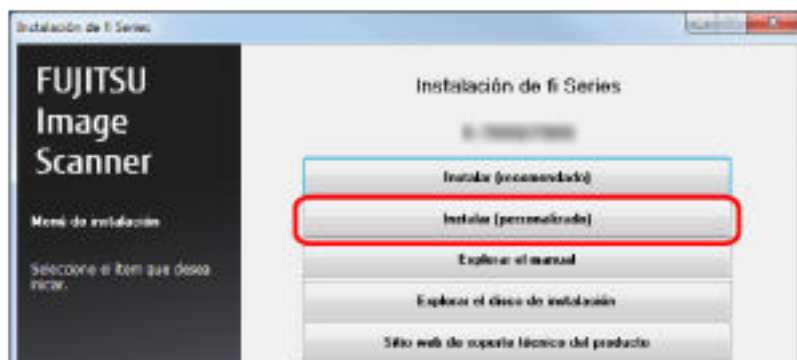 Instalación de fi Series
FUJITSU
Image
Scanner
Menú de instalación
Seleccione el ítem que desea
iniciar.
Instalación de fi Series
Instalar (recomendado)
Instalar (personalizado)
Explorar el manual
Explorar el disco de instalación
Sitio web de soporte técnico del producto